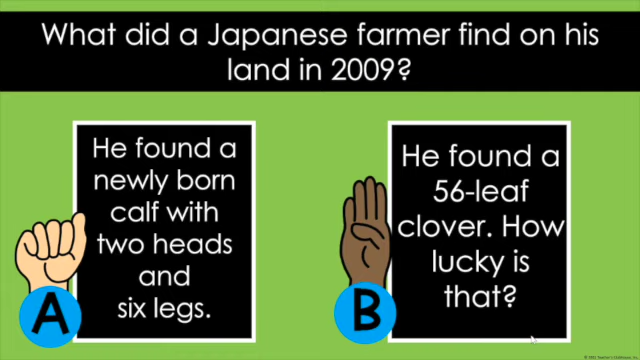 What did a Japanese farmer find on his
land in 2009?
He found a
newly born
calf with
two heads
and
six legs.
A
He found a
56-leaf
clover. How
lucky is
that?
B